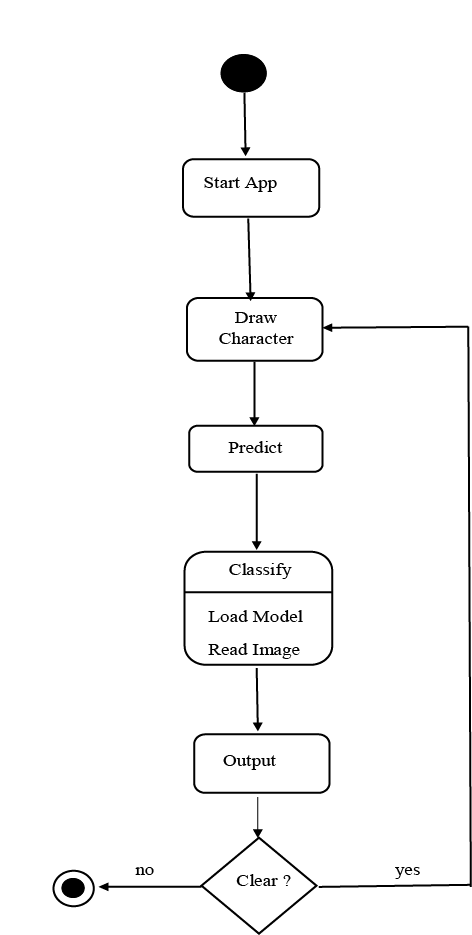 Start App
Draw
Character
Predict
Classify
Load Model
Read Image
Output
no
Clear ?
yes